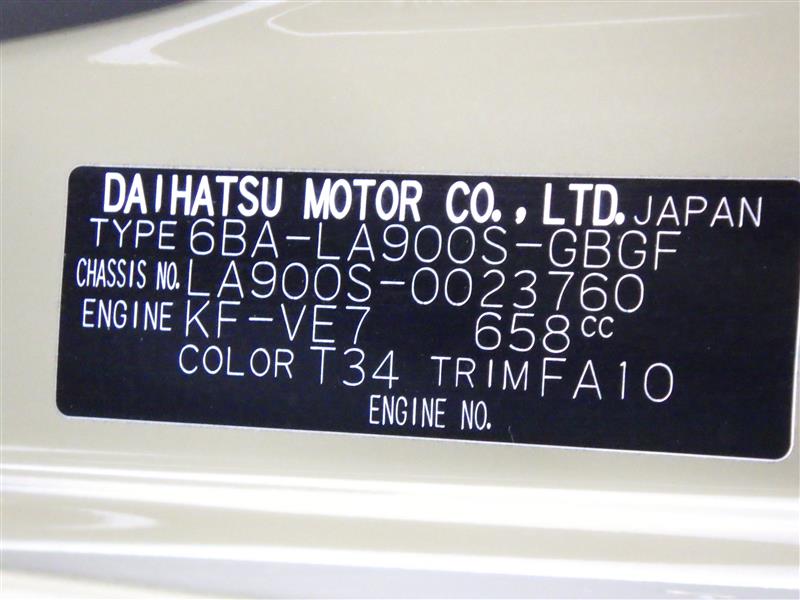 DAIHATSU MOTOR CO., LTD. JAPAN
TYPE 6BA-LA900S-GBGF
CHASSIS NO. LA900S-0023760
ENGINE KF-VE7 658cc
COLOR T34 TRIM FA10
ENGINE NO.